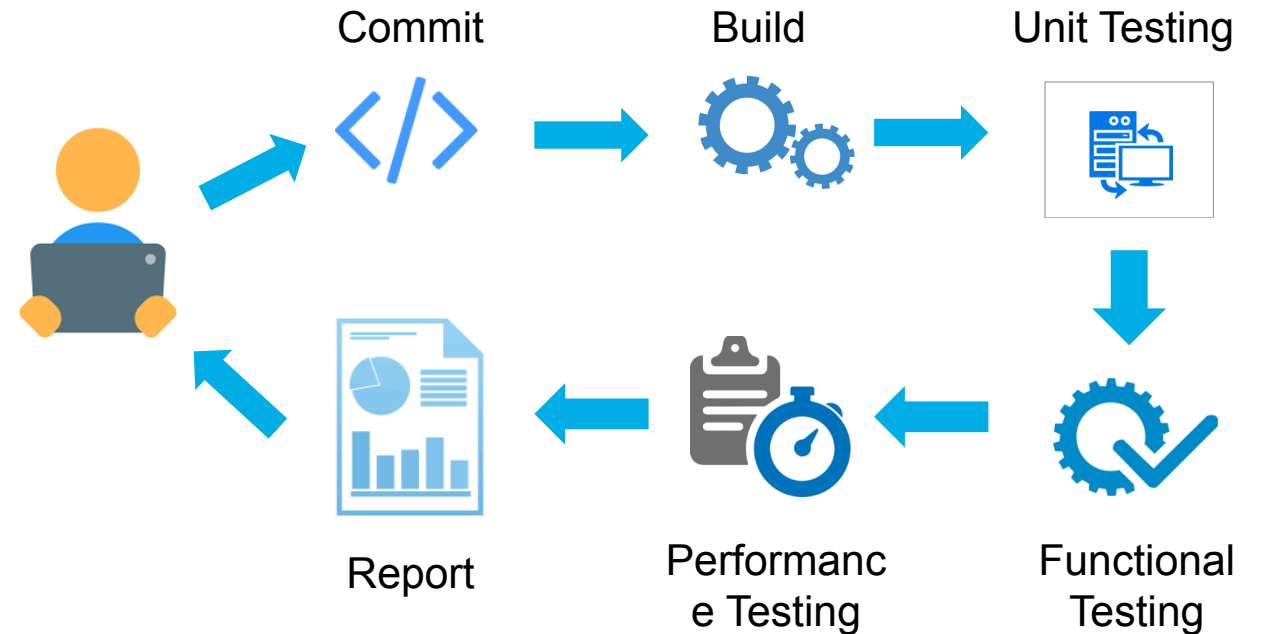 Commit
Build
Unit Testing
Report
Performanc
e Testing
Functional
Testing